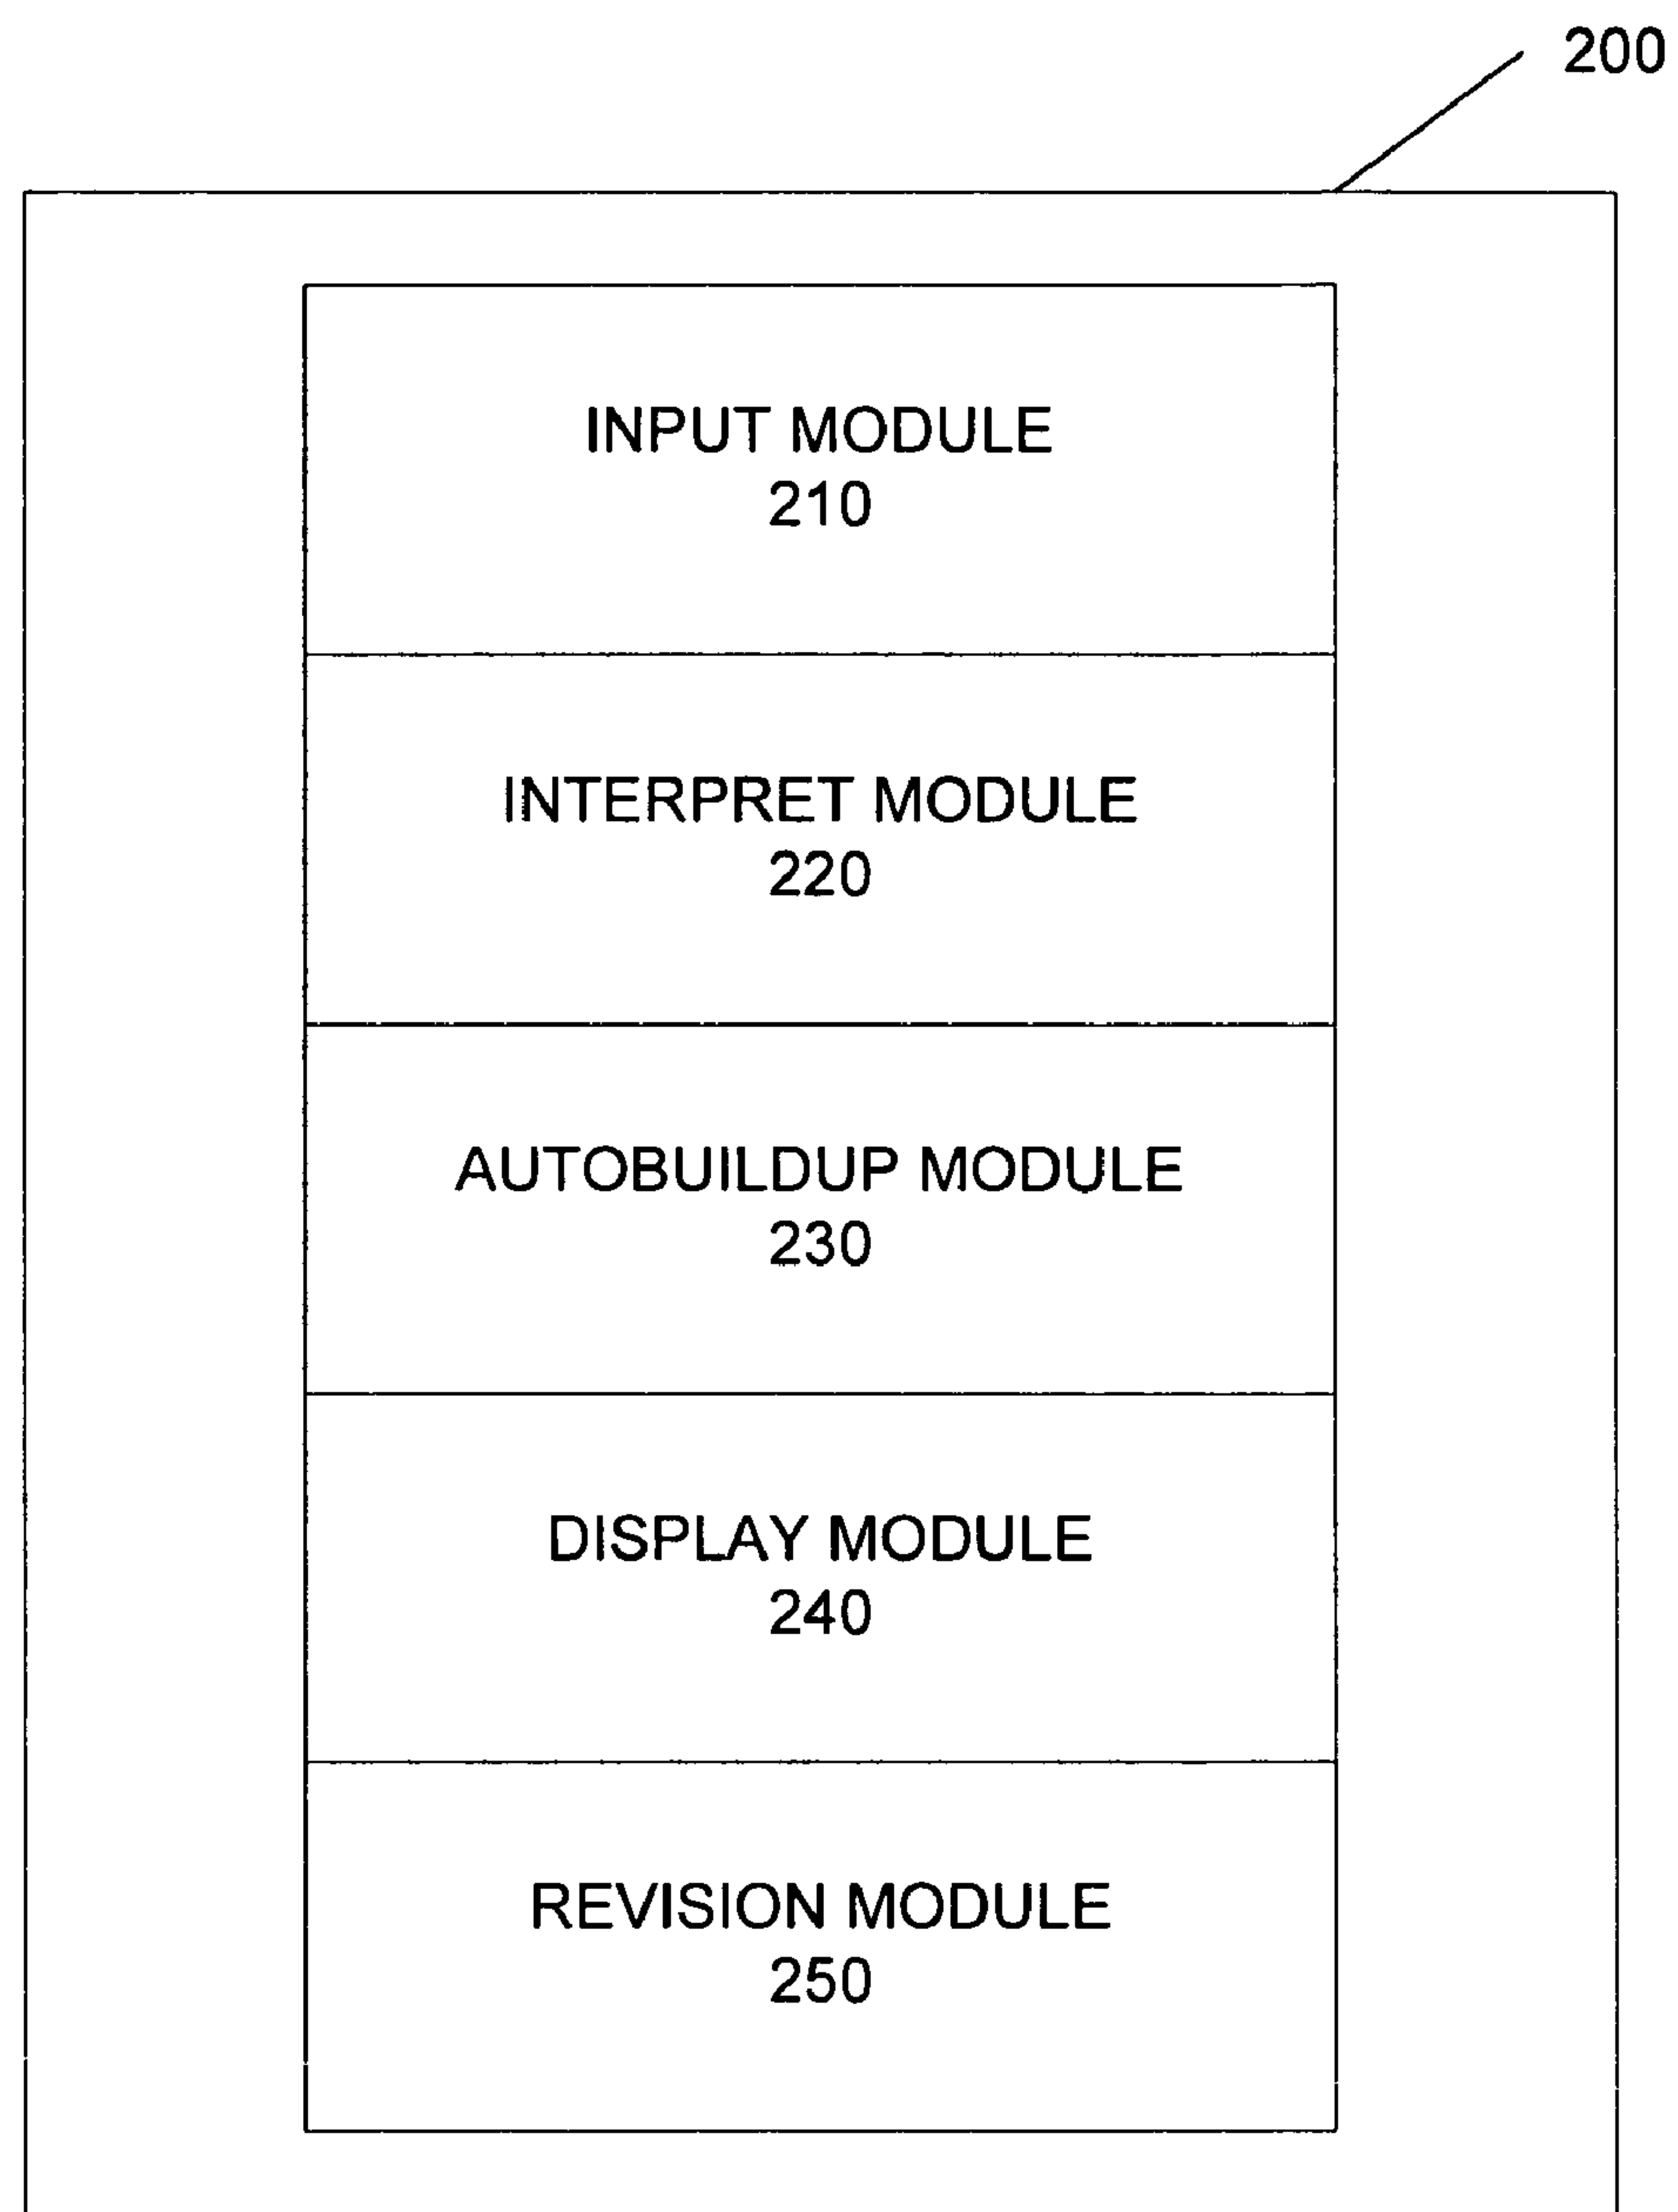 200
INPUT MODULE
210
INTERPRET MODULE
220
AUTOBUILDUP MODULE
230
DISPLAY MODULE
240
REVISION MODULE
250